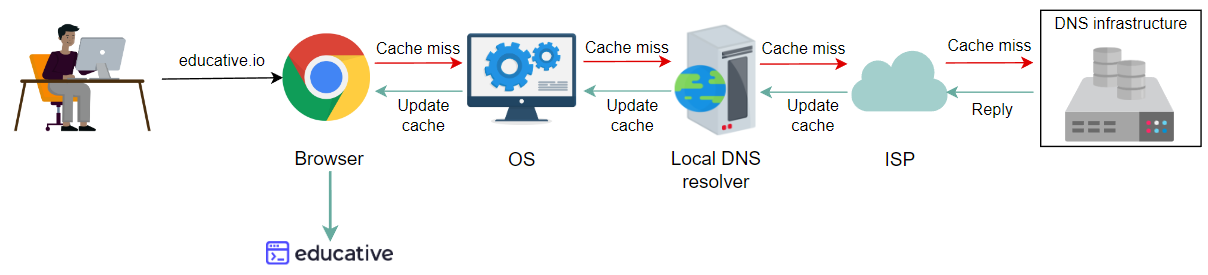 DNS infrastructure
educative.io
Cache miss
Cache miss
Cache miss
Cache miss
Update
cache
Update
cache
Update
cache
Reply
Browser
OS
Local DNS
resolver
ISP
educative